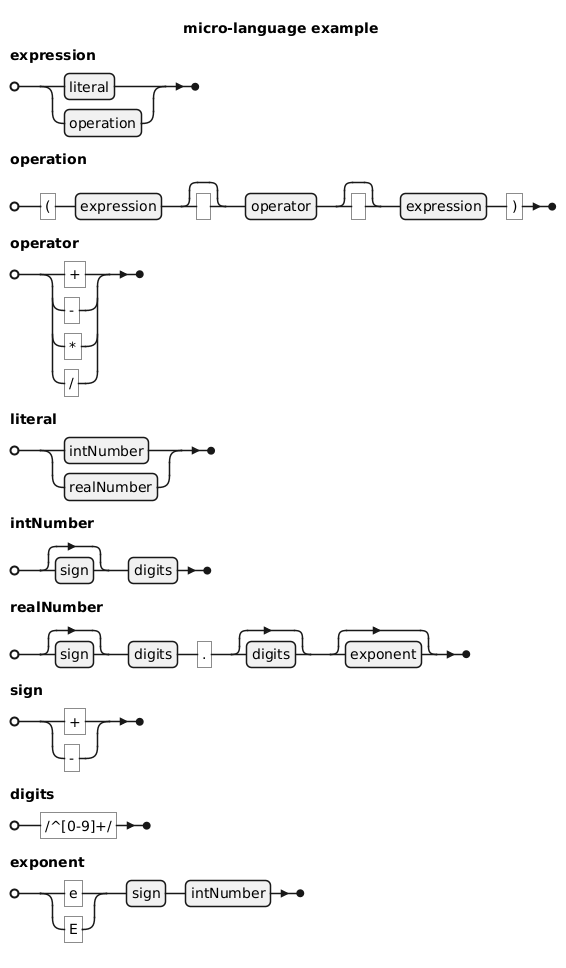 micro-language example
expression
literal
operation
operation
( expression operator expression )
operator
+
-
*
/
literal
intNumber
realNumber
intNumber
sign digits
realNumber
sign digits . digits exponent
sign
+
-
digits
/^[0-9]+/
exponent
e sign intNumber
E